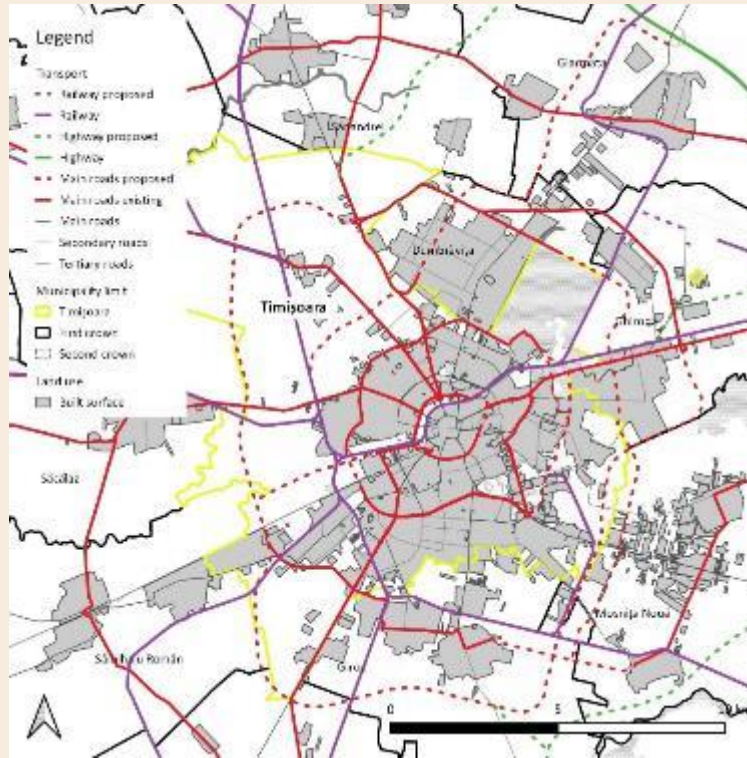 Legend
Transport
Railway proposed
Railway
Highway proposed
Highway
Main roads proposed
Main roads existing
Main roads
Secondary roads
Tertiary roads
Municipality limit
Timișoara
First crown
Second crown
Land use
Built surface
Giarmata
Dumbrăvița
Timișoara
Săcălaz
Moșnița Nouă
Giroc
0
5